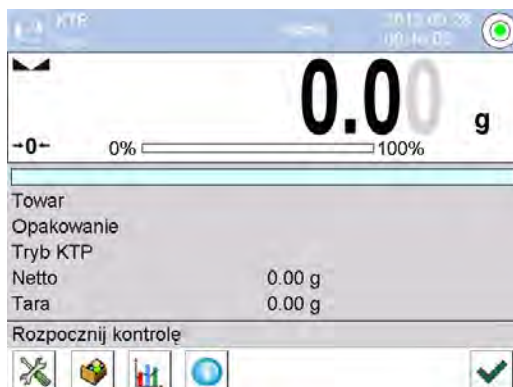 KTP
0.00 g
→0← 0% 100%
Towar
Opakowanie
Tryb KTP
Netto 0.00 g
Tara 0.00 g
Rozpocznij kontrolę